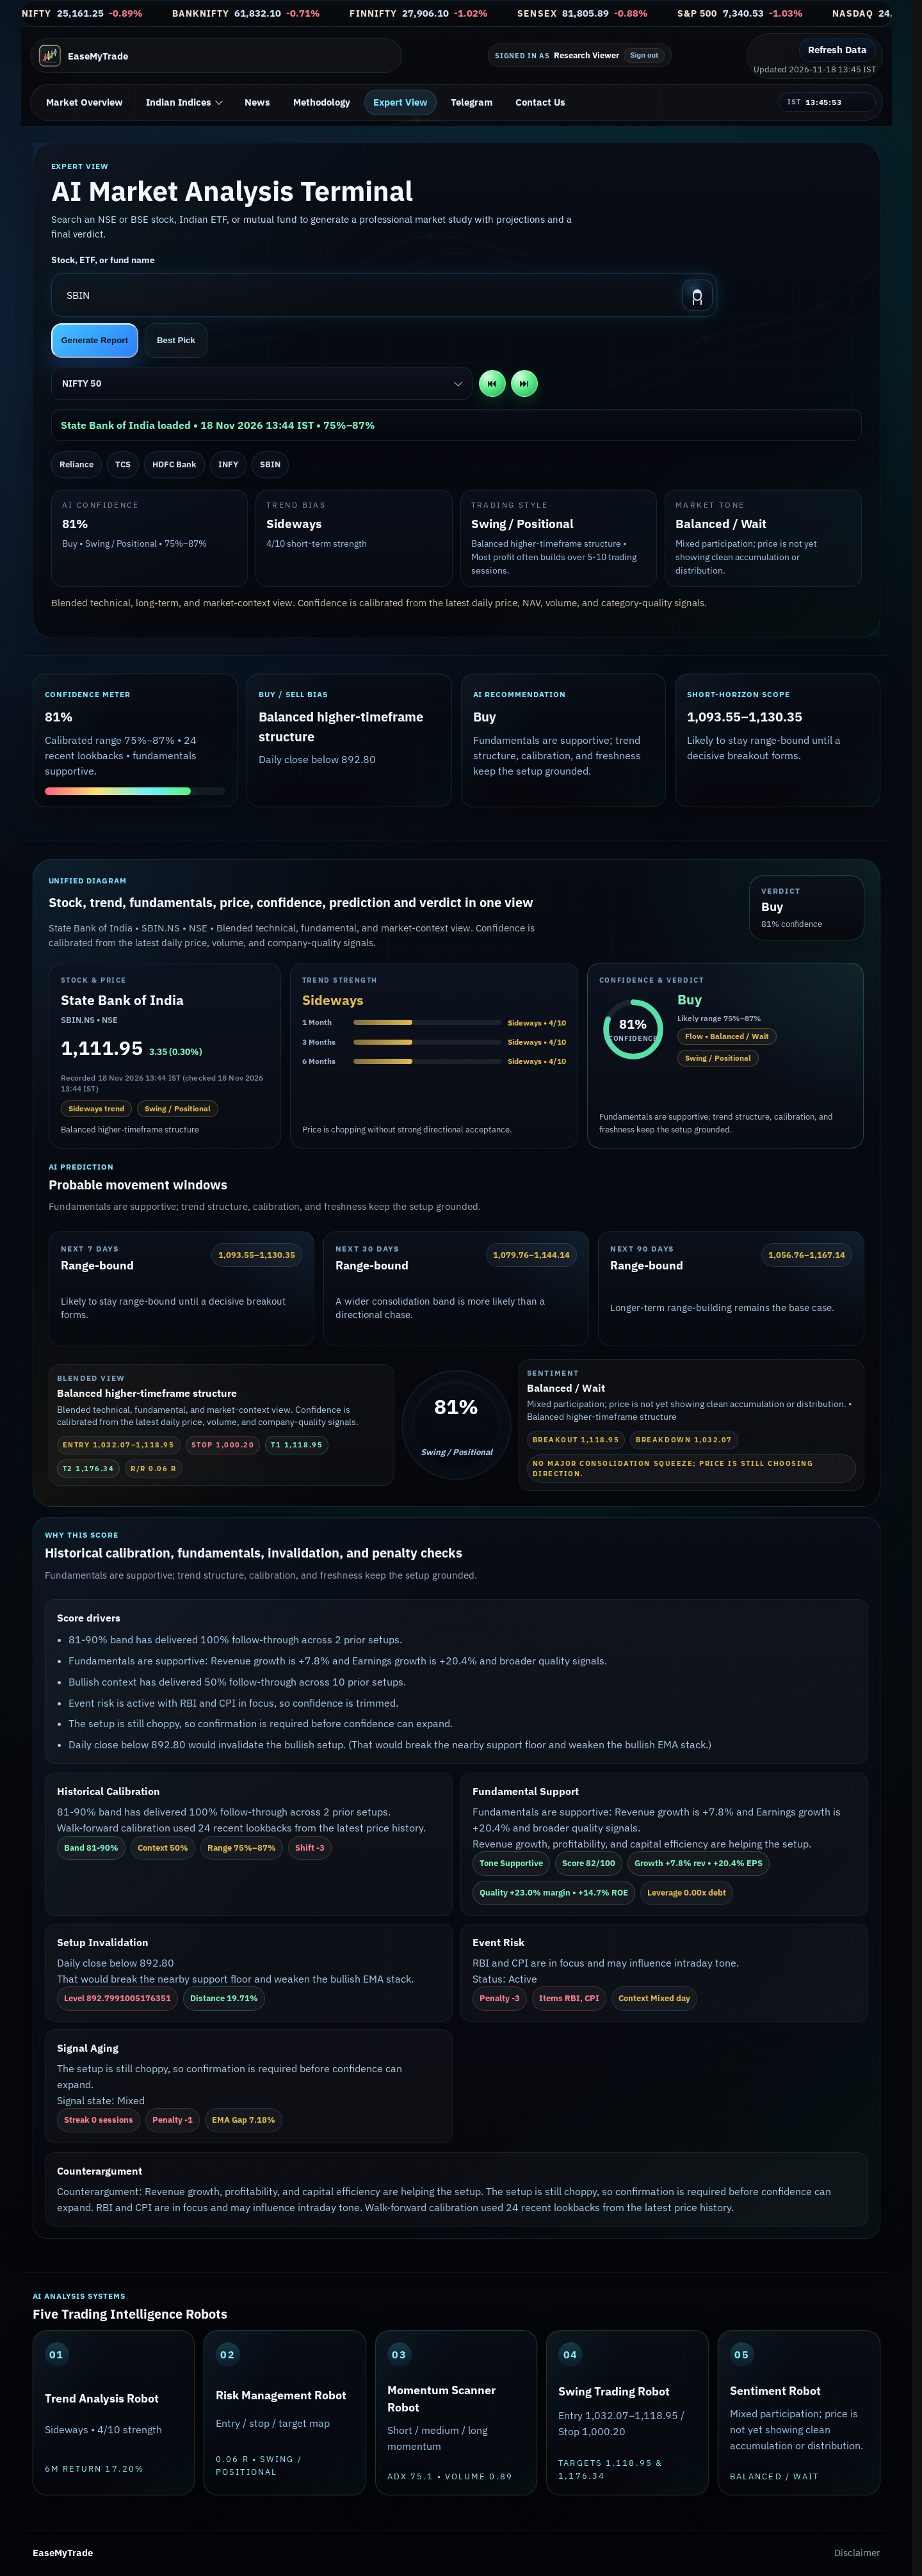 NIFTY 25,161.25 -0.89% BANKNIFTY 61,832.10 -0.71% FINNIFTY 27,906.10 -1.02% SENSEX 81,805.89 -0.88% S&P 500 7,340.53 -1.03% NASDAQ 24,
EaseMyTrade
SIGNED IN AS Research Viewer Sign out
Refresh Data
Updated 2026-11-18 13:45 IST
Market Overview Indian Indices News Methodology Expert View Telegram Contact Us
IST 13:45:53
EXPERT VIEW
AI Market Analysis Terminal
Search an NSE or BSE stock, Indian ETF, or mutual fund to generate a professional market study with projections and a
final verdict.
Stock, ETF, or fund name
SBIN
Generate Report Best Pick
NIFTY 50
State Bank of India loaded • 18 Nov 2026 13:44 IST • 75%–87%
Reliance TCS HDFC Bank INFY SBIN
AI CONFIDENCE
81%
Buy • Swing / Positional • 75%–87%
TREND BIAS
Sideways
4/10 short-term strength
TRADING STYLE
Swing / Positional
Balanced higher-timeframe structure •
Most profit often builds over 5-10 trading
sessions.
MARKET TONE
Balanced / Wait
Mixed participation; price is not yet
showing clean accumulation or
distribution.
Blended technical, long-term, and market-context view. Confidence is calibrated from the latest daily price, NAV, volume, and category-quality signals.
CONFIDENCE METER
81%
Calibrated range 75%–87% • 24
recent lookbacks • fundamentals
supportive.
BUY / SELL BIAS
Balanced higher-timeframe
structure
Daily close below 892.80
AI RECOMMENDATION
Buy
Fundamentals are supportive; trend
structure, calibration, and freshness
keep the setup grounded.
SHORT-HORIZON SCOPE
1,093.55–1,130.35
Likely to stay range-bound until a
decisive breakout forms.
UNIFIED DIAGRAM
Stock, trend, fundamentals, price, confidence, prediction and verdict in one view
State Bank of India • SBIN.NS • NSE • Blended technical, fundamental, and market-context view. Confidence is
calibrated from the latest daily price, volume, and company-quality signals.
VERDICT
Buy
81% confidence
STOCK & PRICE
State Bank of India
SBIN.NS • NSE
1,111.95 3.35 (0.30%)
Recorded 18 Nov 2026 13:44 IST (checked 18 Nov 2026
13:44 IST)
Sideways trend Swing / Positional
Balanced higher-timeframe structure
TREND STRENGTH
Sideways
1 Month Sideways • 4/10
3 Months Sideways • 4/10
6 Months Sideways • 4/10
Price is chopping without strong directional acceptance.
CONFIDENCE & VERDICT
81%
CONFIDENCE
Buy
Likely range 75%–87%
Flow • Balanced / Wait
Swing / Positional
Fundamentals are supportive; trend structure, calibration, and
freshness keep the setup grounded.
AI PREDICTION
Probable movement windows
Fundamentals are supportive; trend structure, calibration, and freshness keep the setup grounded.
NEXT 7 DAYS
Range-bound
1,093.55–1,130.35
Likely to stay range-bound until a decisive breakout
forms.
NEXT 30 DAYS
Range-bound
1,079.76–1,144.14
A wider consolidation band is more likely than a
directional chase.
NEXT 90 DAYS
Range-bound
1,056.76–1,167.14
Longer-term range-building remains the base case.
BLENDED VIEW
Balanced higher-timeframe structure
Blended technical, fundamental, and market-context view. Confidence is
calibrated from the latest daily price, volume, and company-quality signals.
ENTRY 1,032.07–1,118.95 STOP 1,000.20 T1 1,118.95
T2 1,176.34 R/R 0.06 R
81%
Swing / Positional
SENTIMENT
Balanced / Wait
Mixed participation; price is not yet showing clean accumulation or distribution. •
Balanced higher-timeframe structure
BREAKOUT 1,118.95 BREAKDOWN 1,032.07
NO MAJOR CONSOLIDATION SQUEEZE; PRICE IS STILL CHOOSING
DIRECTION.
WHY THIS SCORE
Historical calibration, fundamentals, invalidation, and penalty checks
Fundamentals are supportive; trend structure, calibration, and freshness keep the setup grounded.
Score drivers
• 81-90% band has delivered 100% follow-through across 2 prior setups.
• Fundamentals are supportive: Revenue growth is +7.8% and Earnings growth is +20.4% and broader quality signals.
• Bullish context has delivered 50% follow-through across 10 prior setups.
• Event risk is active with RBI and CPI in focus, so confidence is trimmed.
• The setup is still choppy, so confirmation is required before confidence can expand.
• Daily close below 892.80 would invalidate the bullish setup. (That would break the nearby support floor and weaken the bullish EMA stack.)
Historical Calibration
81-90% band has delivered 100% follow-through across 2 prior setups.
Walk-forward calibration used 24 recent lookbacks from the latest price history.
Band 81-90% Context 50% Range 75%–87% Shift -3
Fundamental Support
Fundamentals are supportive: Revenue growth is +7.8% and Earnings growth is
+20.4% and broader quality signals.
Revenue growth, profitability, and capital efficiency are helping the setup.
Tone Supportive Score 82/100 Growth +7.8% rev • +20.4% EPS
Quality +23.0% margin • +14.7% ROE Leverage 0.00x debt
Setup Invalidation
Daily close below 892.80
That would break the nearby support floor and weaken the bullish EMA stack.
Level 892.7991005176351 Distance 19.71%
Event Risk
RBI and CPI are in focus and may influence intraday tone.
Status: Active
Penalty -3 Items RBI, CPI Context Mixed day
Signal Aging
The setup is still choppy, so confirmation is required before confidence can
expand.
Signal state: Mixed
Streak 0 sessions Penalty -1 EMA Gap 7.18%
Counterargument
Counterargument: Revenue growth, profitability, and capital efficiency are helping the setup. The setup is still choppy, so confirmation is required before confidence can
expand. RBI and CPI are in focus and may influence intraday tone. Walk-forward calibration used 24 recent lookbacks from the latest price history.
AI ANALYSIS SYSTEMS
Five Trading Intelligence Robots
01
Trend Analysis Robot
Sideways • 4/10 strength
6M RETURN 17.20%
02
Risk Management Robot
Entry / stop / target map
0.06 R • SWING /
POSITIONAL
03
Momentum Scanner
Robot
Short / medium / long
momentum
ADX 75.1 • VOLUME 0.89
04
Swing Trading Robot
Entry 1,032.07–1,118.95 /
Stop 1,000.20
TARGETS 1,118.95 &
1,176.34
05
Sentiment Robot
Mixed participation; price is
not yet showing clean
accumulation or distribution.
BALANCED / WAIT
EaseMyTrade
Disclaimer